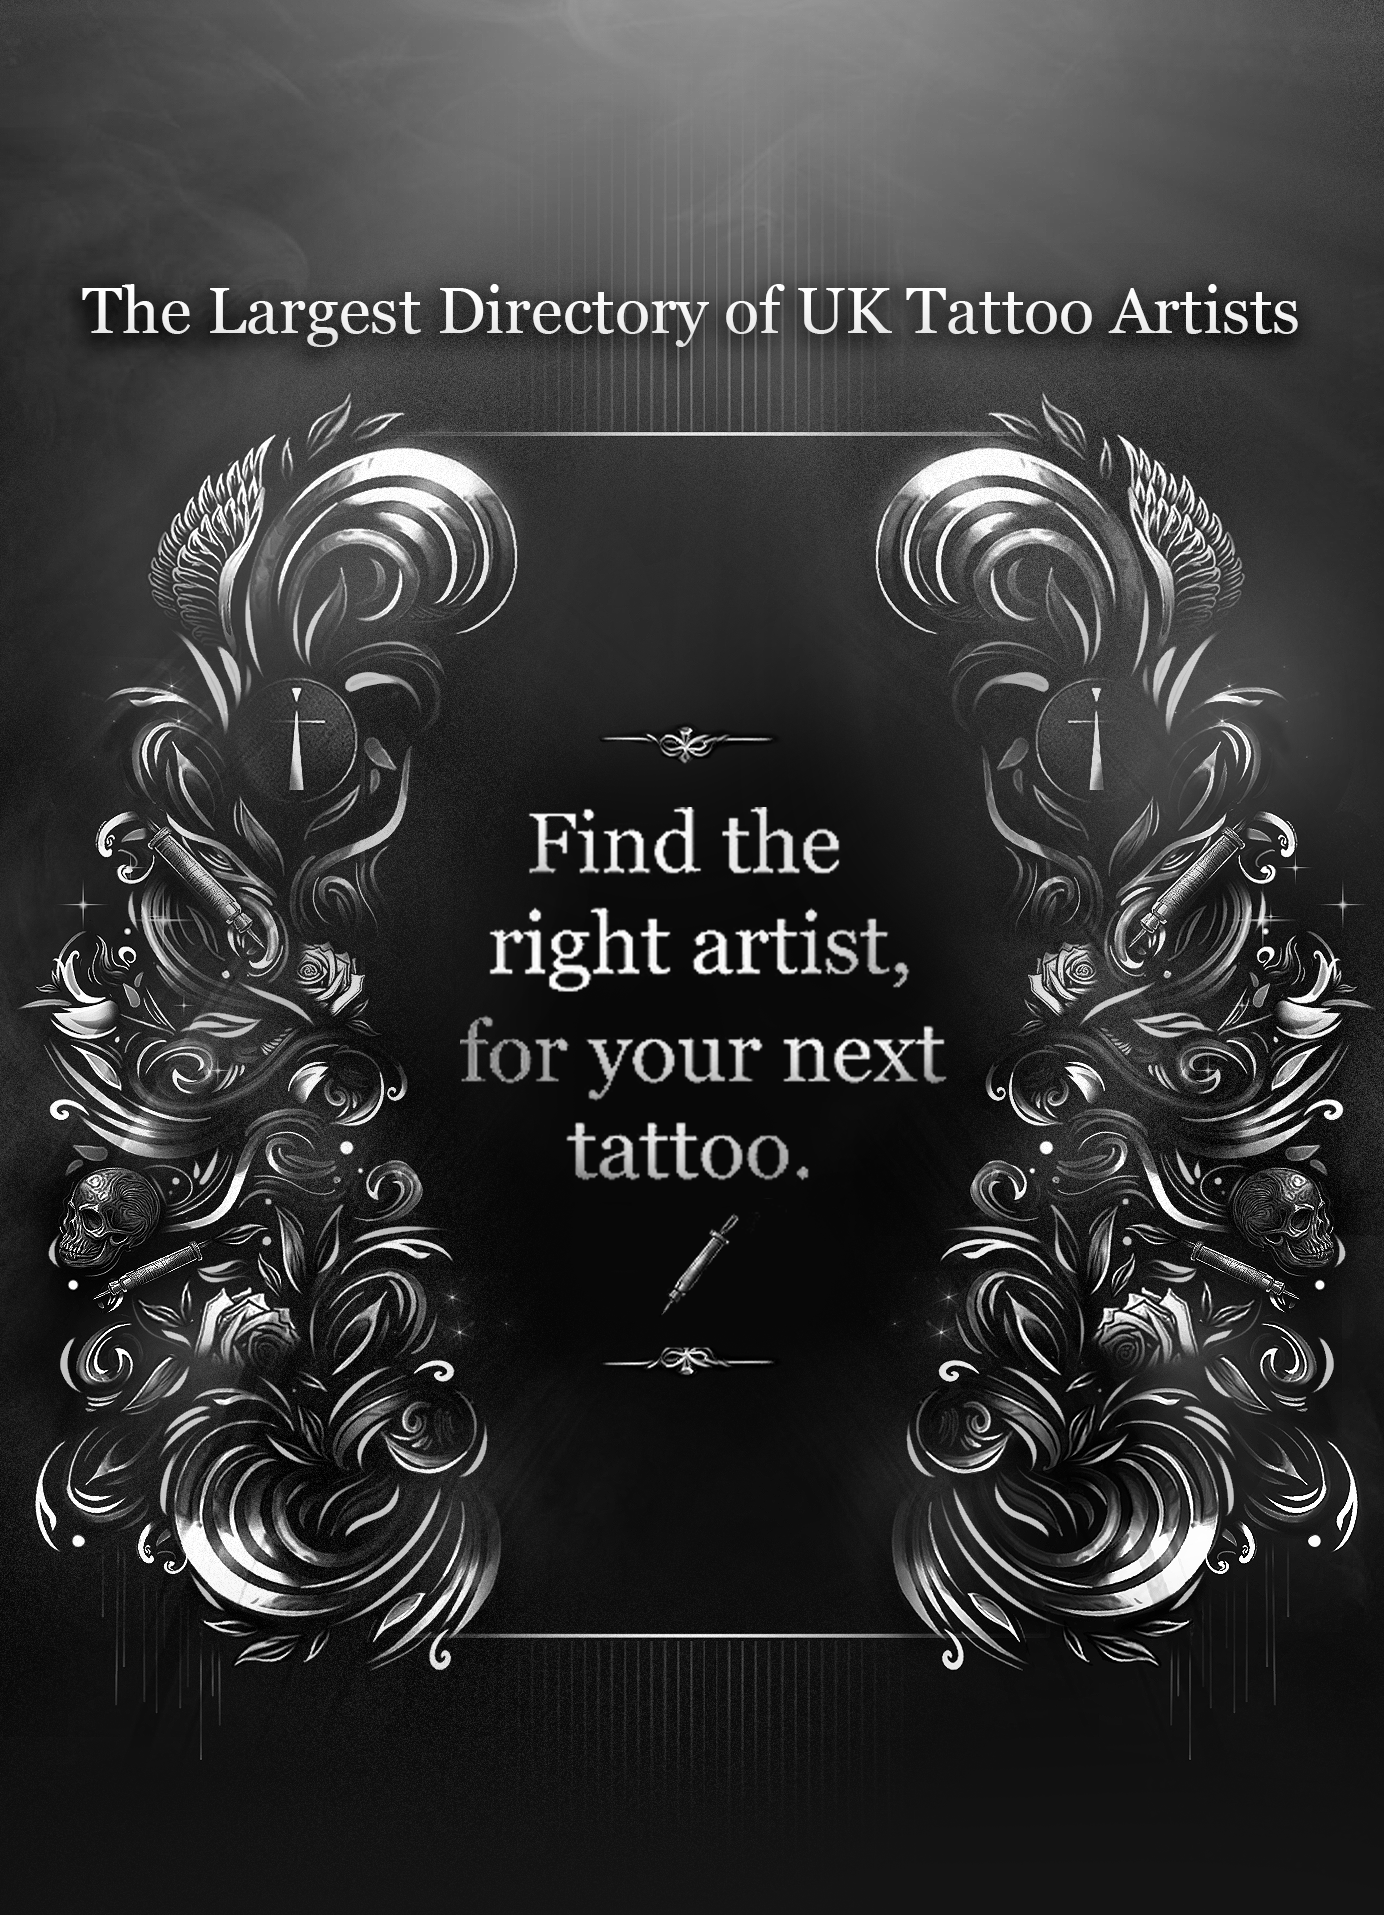 The Largest Directory of UK Tattoo Artists
Find the
right artist,
for your next
tattoo.